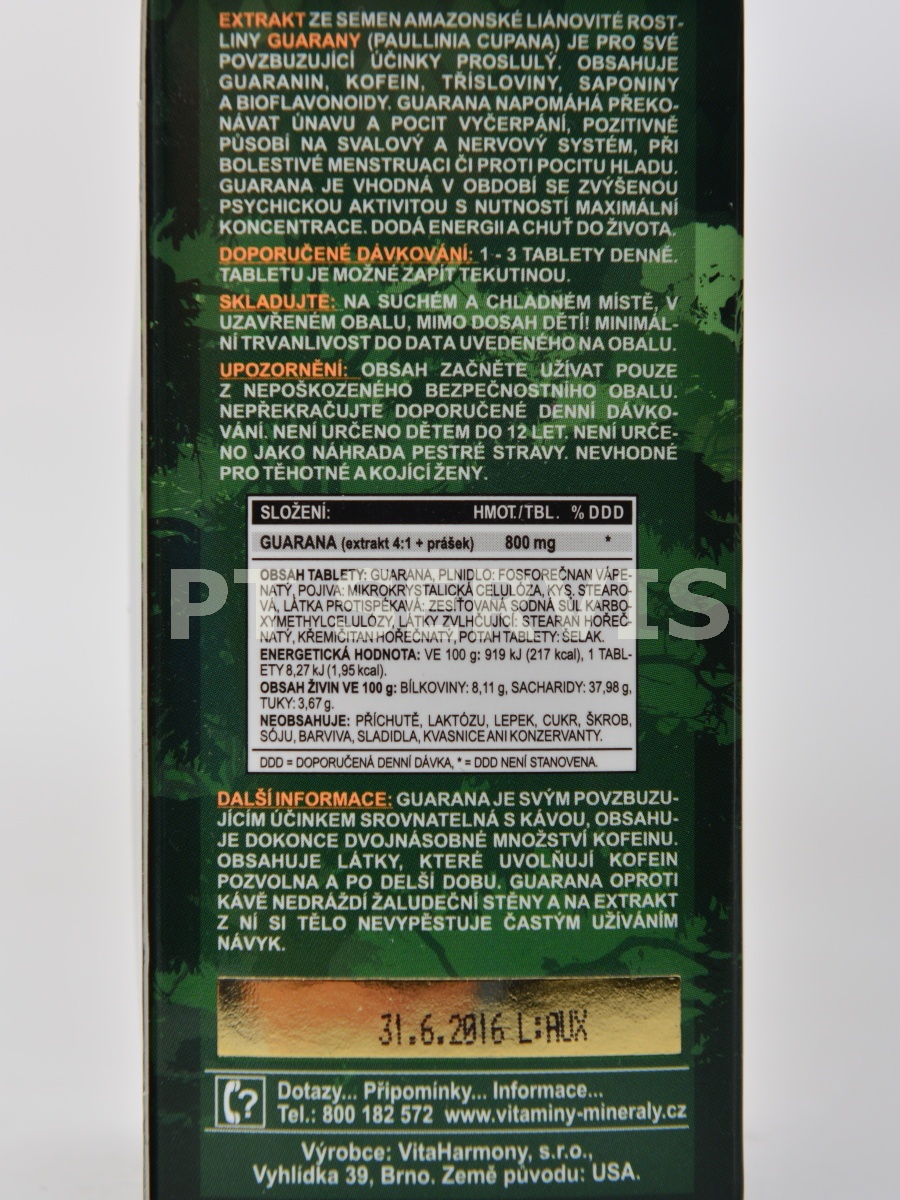 EXTRAKT ZE SEMEN AMAZONSKÉ LIÁNOVITÉ ROST-
LINY GUARANY (PAULLINIA CUPANA) JE PRO SVÉ
POVZBUZUJÍCÍ ÚČINKY PROSLULÝ. OBSAHUJE
GUARANIN, KOFEIN, TŘÍSLOVINY, SAPONINY
A BIOFLAVONOIDY. GUARANA NAPOMÁHÁ PŘEKO-
NÁVAT ÚNAVU A POCIT VYČERPÁNÍ, POZITIVNĚ
PŮSOBÍ NA SVALOVÝ A NERVOVÝ SYSTÉM, PŘI
BOLESTIVÉ MENSTRUACI ČI PROTI POCITU HLADU.
GUARANA JE VHODNÁ V OBDOBÍ SE ZVÝŠENOU
PSYCHICKOU AKTIVITOU S NUTNOSTÍ MAXIMÁLNÍ
KONCENTRACE. DODÁ ENERGII A CHUŤ DO ŽIVOTA.
DOPORUČENÉ DÁVKOVÁNÍ: 1 - 3 TABLETY DENNĚ.
TABLETU JE MOŽNÉ ZAPÍT TEKUTINOU.
SKLADUJTE: NA SUCHÉM A CHLADNÉM MÍSTĚ, V
UZAVŘENÉM OBALU, MIMO DOSAH DĚTÍ! MINIMÁL-
NÍ TRVANLIVOST DO DATA UVEDENÉHO NA OBALU.
UPOZORNĚNÍ: OBSAH ZAČNĚTE UŽÍVAT POUZE
Z NEPOŠKOZENÉHO BEZPEČNOSTNÍHO OBALU.
NEPŘEKRAČUJTE DOPORUČENÉ DENNÍ DÁVKO-
VÁNÍ. NENÍ URČENO DĚTEM DO 12 LET. NENÍ URČE-
NO JAKO NÁHRADA PESTRÉ STRAVY. NEVHODNÉ
PRO TĚHOTNÉ A KOJÍCÍ ŽENY.
SLOŽENÍ: HMOT./TBL. % DDD
GUARANA (extrakt 4:1 + prášek) 800 mg *
OBSAH TABLETY: GUARANA, PLNIDLO: FOSFOREČNAN VÁPE-
NATÝ, POJIVA: MIKROKRYSTALICKÁ CELULÓZA, KYS. STEARO-
VÁ, LÁTKA PROTISPÉKAVÁ: ZESÍŤOVANÁ SODNÁ SŮL KARBO-
XYMETHYLCELULÓZY, LÁTKY ZVLHČUJÍCÍ: STEARAN HOŘEČ-
NATÝ, KŘEMIČITAN HOŘEČNATÝ, POTAH TABLETY: ŠELAK.
ENERGETICKÁ HODNOTA: VE 100 g: 919 kJ (217 kcal), 1 TABL-
ETY 8,27 kJ (1,95 kcal).
OBSAH ŽIVIN VE 100 g: BÍLKOVINY: 8,11 g, SACHARIDY: 37,98 g,
TUKY: 3,67 g.
NEOBSAHUJE: PŘÍCHUTĚ, LAKTÓZU, LEPEK, CUKR, ŠKROB,
SÓJU, BARVIVA, SLADIDLA, KVASNICE ANI KONZERVANTY.
DDD = DOPORUČENÁ DENNÍ DÁVKA, * = DDD NENÍ STANOVENA.
DALŠÍ INFORMACE: GUARANA JE SVÝM POVZBUZU-
JÍCÍM ÚČINKEM SROVNATELNÁ S KÁVOU, OBSAHU-
JE DOKONCE DVOJNÁSOBNÉ MNOŽSTVÍ KOFEINU.
OBSAHUJE LÁTKY, KTERÉ UVOLŇUJÍ KOFEIN
POZVOLNA A PO DELŠÍ DOBU. GUARANA OPROTI
KÁVĚ NEDRÁŽDÍ ŽALUDEČNÍ STĚNY A NA EXTRAKT
Z NÍ SI TĚLO NEVYPĚSTUJE ČASTÝM UŽÍVÁNÍM
NÁVYK.
31.6.2016 L:AUX
Dotazy... Připomínky... Informace...
Tel.: 800 182 572 www.vitaminy-mineraly.cz
Výrobce: VitaHarmony, s.r.o.,
Vyhlídka 39, Brno. Země původu: USA.